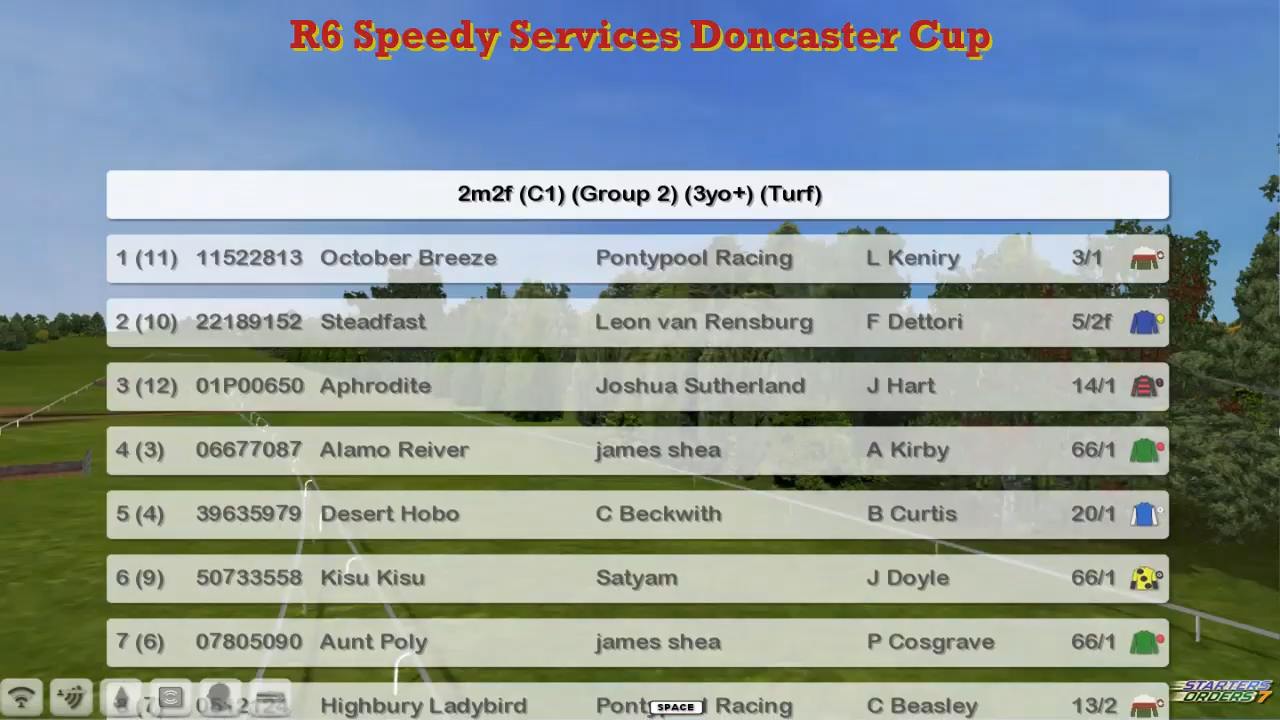 R6 Speedy Services Doncaster Cup
2m2f (C1) (Group 2) (3yo+) (Turf)
1 (11) 11522813 October Breeze Pontypool Racing L Keniry 3/1
2 (10) 22189152 Steadfast Leon van Rensburg F Dettori 5/2f
3 (12) 01P00650 Aphrodite Joshua Sutherland J Hart 14/1
4 (3) 06677087 Alamo Reiver james shea A Kirby 66/1
5 (4) 39635979 Desert Hobo C Beckwith B Curtis 20/1
6 (9) 50733558 Kisu Kisu Satyam J Doyle 66/1
7 (6) 07805090 Aunt Poly james shea P Cosgrave 66/1
(7) Highbury Ladybird Racing C Beasley 13/2
SPACE
STARTERS ORDERS 7